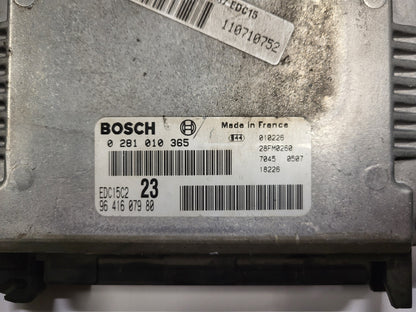 EDC15
110710752
BOSCH
Made in France
0 281 010 365
010226
28FM0260
7045 0507
18226
EDC15C2 23
96 416 079 80